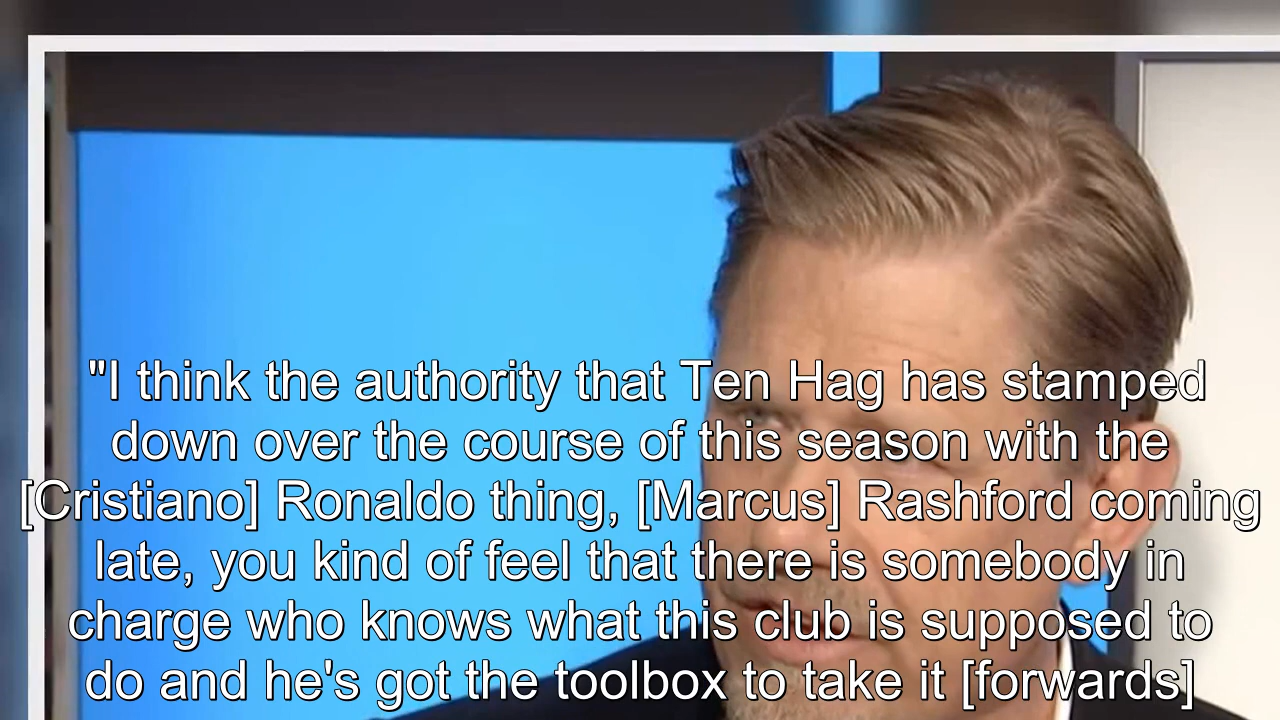 "I think the authority that Ten Hag has stamped
down over the course of this season with the
[Cristiano] Ronaldo thing, [Marcus] Rashford coming
late, you kind of feel that there is somebody in
charge who knows what this club is supposed to
do and he's got the toolbox to take it [forwards]